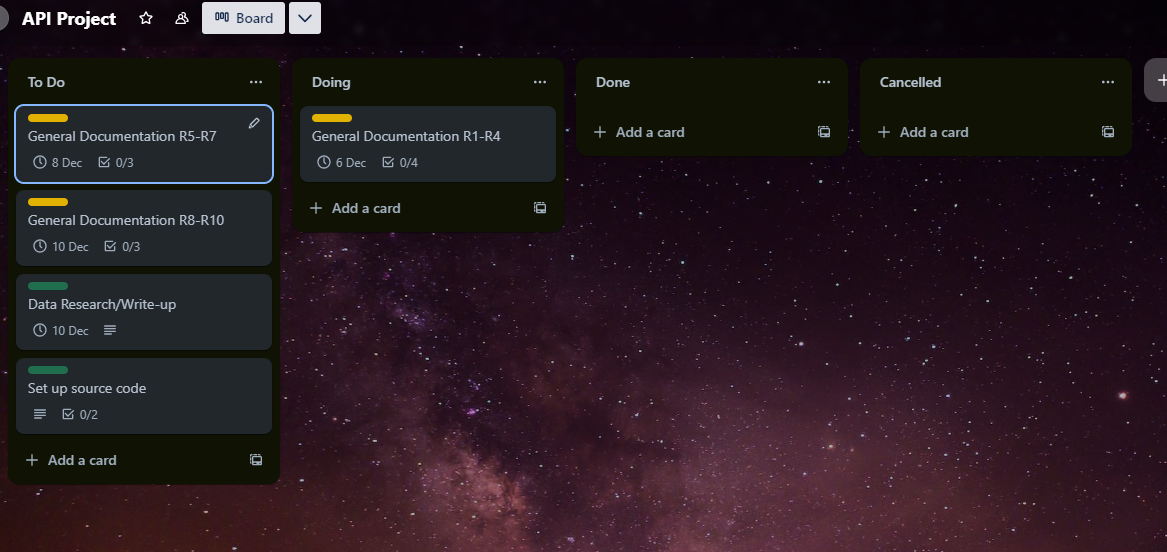 API Project
Board
To Do
General Documentation R5-R7
8 Dec 0/3
General Documentation R8-R10
10 Dec 0/3
Data Research/Write-up
10 Dec
Set up source code
0/2
+ Add a card
Doing
General Documentation R1-R4
6 Dec 0/4
+ Add a card
Done
+ Add a card
Cancelled
+ Add a card